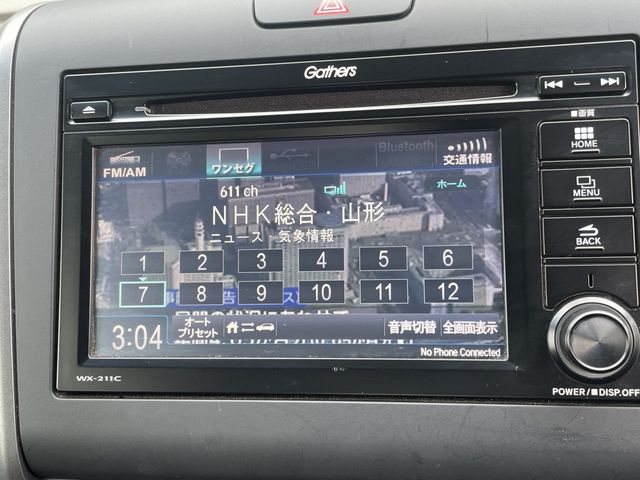 Gathers
■画質
FM/AM
ワンセグ
Bluetooth
交通情報
HOME
611 ch
ホーム
NHK総合・山形
ニュース・気象情報
MENU
1 2 3 4 5 6
BACK
7 8 9 10 11 12
3:04
オート
プリセット
音声切替
全画面表示
No Phone Connected
WX-211C
POWER/■DISP.OFF